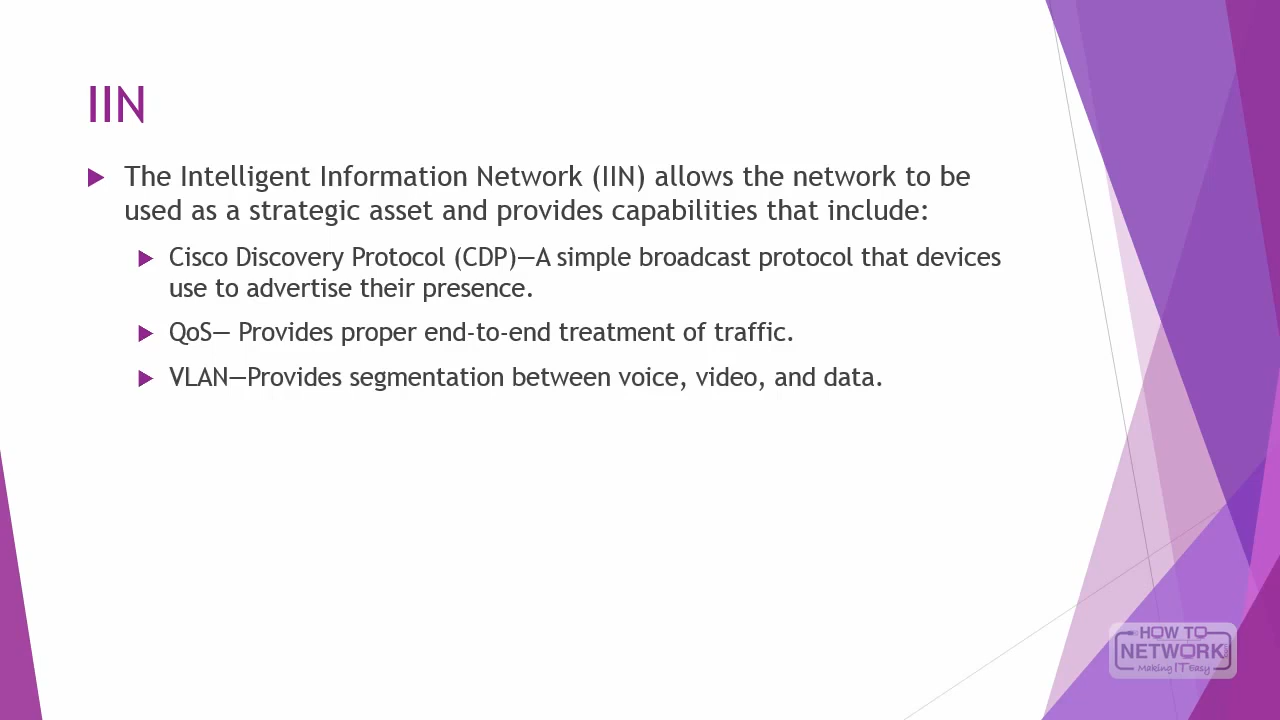 IIN
The Intelligent Information Network (IIN) allows the network to be
used as a strategic asset and provides capabilities that include:
Cisco Discovery Protocol (CDP)—A simple broadcast protocol that devices
use to advertise their presence.
QoS— Provides proper end-to-end treatment of traffic.
VLAN—Provides segmentation between voice, video, and data.
HOW TO
NETWORK
Making IT Easy